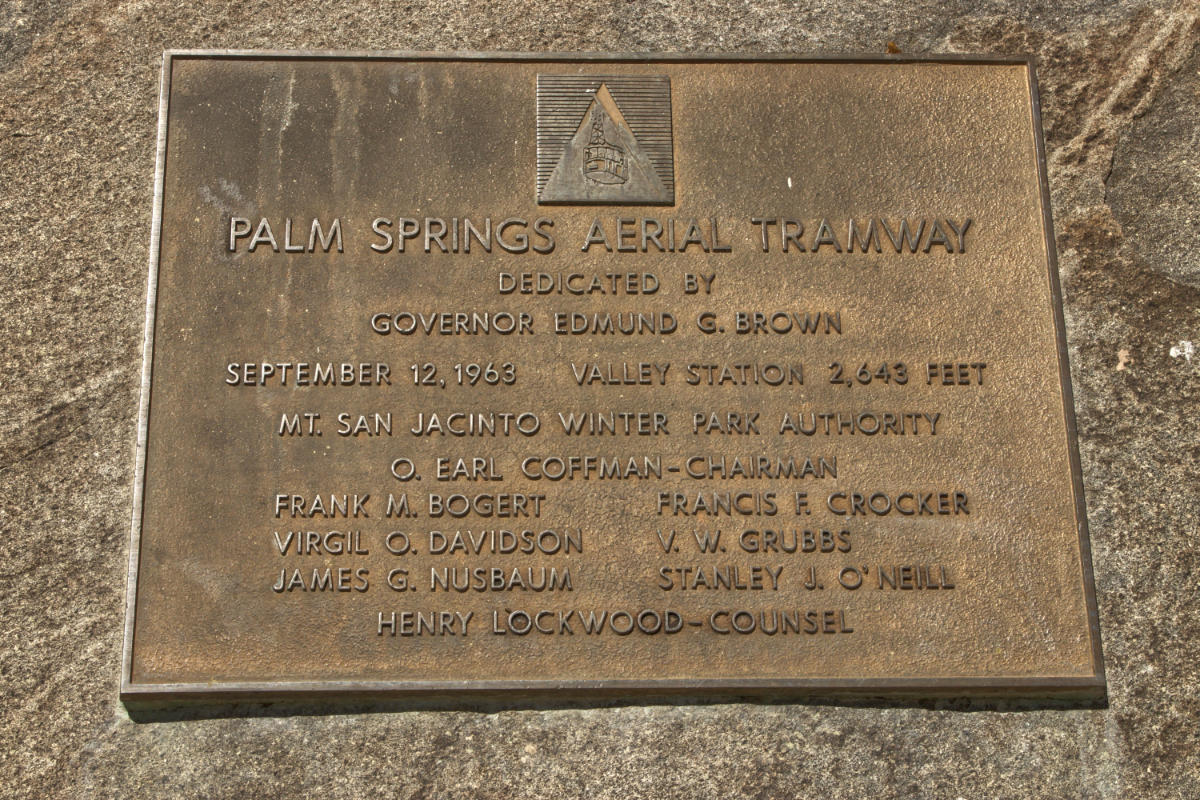 PALM SPRINGS AERIAL TRAMWAY
DEDICATED BY
GOVERNOR EDMUND G. BROWN
SEPTEMBER 12, 1963 VALLEY STATION 2,643 FEET
MT. SAN JACINTO WINTER PARK AUTHORITY
O. EARL COFFMAN-CHAIRMAN
FRANK M. BOGERT FRANCIS F. CROCKER
VIRGIL O. DAVIDSON V. W. GRUBBS
JAMES G. NUSBAUM STANLEY J. O'NEILL
HENRY LOCKWOOD-COUNSEL